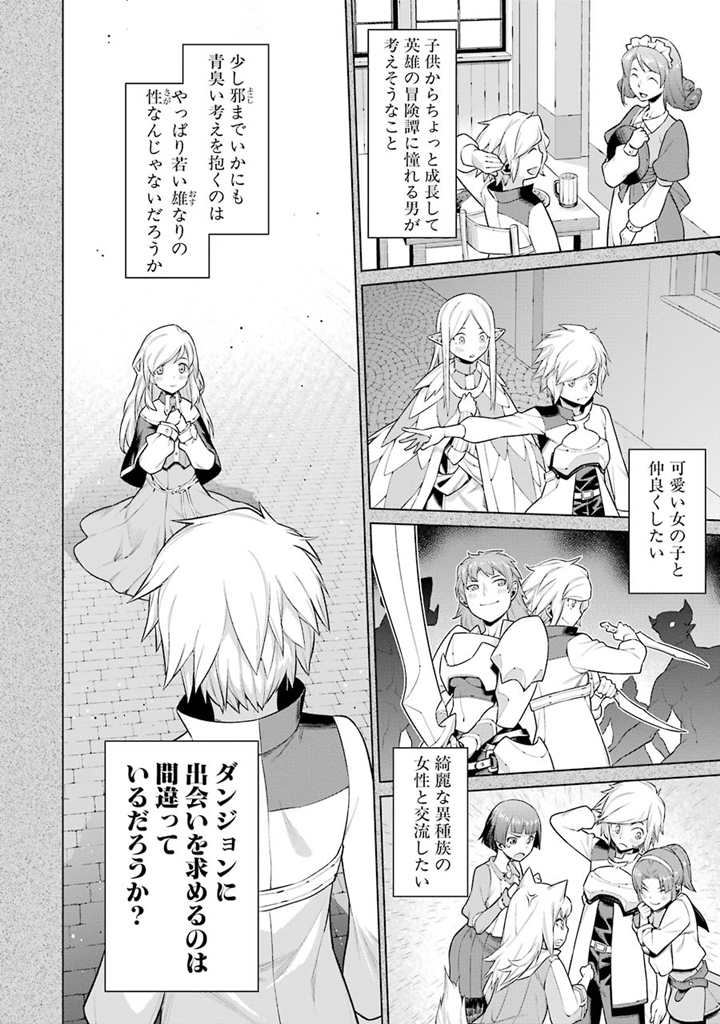 子供からちょっと成長して
英雄の冒険譚に憧れる男が
考えそうなこと
可愛い女の子と
仲良くしたい
綺麗な異種族の
女性と交流したい
少し邪までいかにも
青臭い考えを抱くのは
やっぱり若い雄なりの
性なんじゃないだろうか
ダンジョンに
出会いを求めるのは
間違って
いるだろうか?